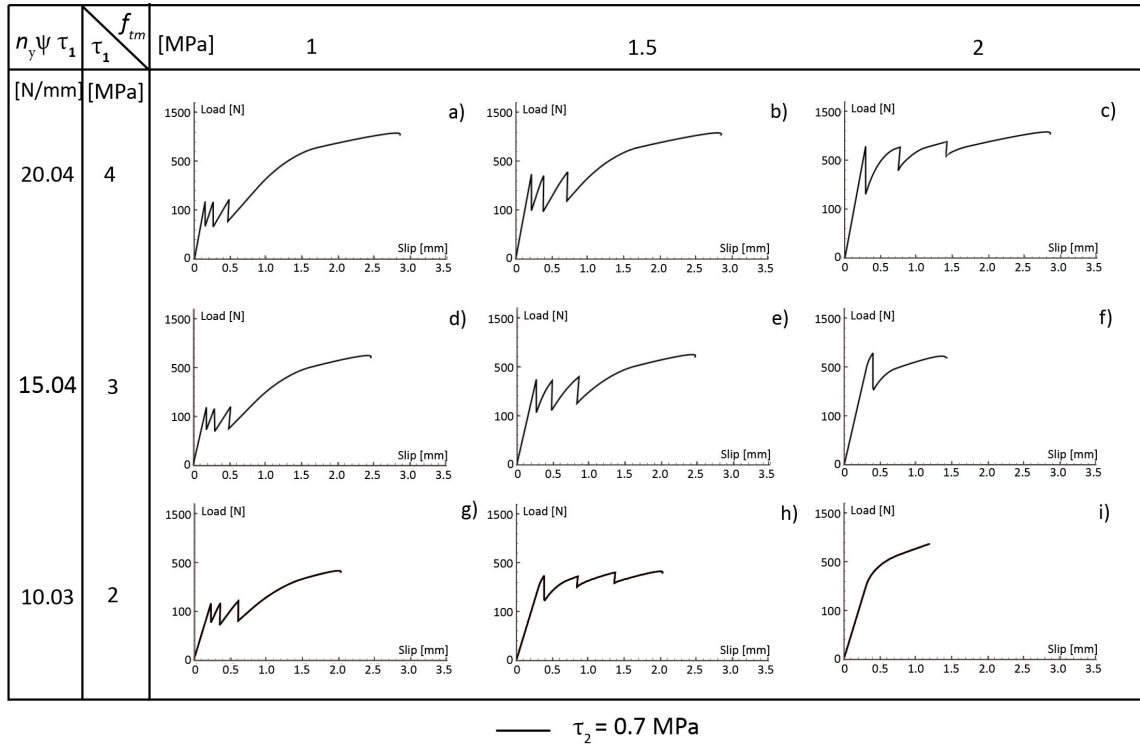 n_y ψ τ_1 τ_1 f_tm [MPa] 1 1.5 2
[N/mm] [MPa]
20.04 4
a)
Load [N]
1500
500
100
0
Slip [mm]
0 0.5 1.0 1.5 2.0 2.5 3.0 3.5
b)
Load [N]
1500
500
100
0
Slip [mm]
0 0.5 1.0 1.5 2.0 2.5 3.0 3.5
c)
Load [N]
1500
500
100
0
Slip [mm]
0 0.5 1.0 1.5 2.0 2.5 3.0 3.5
15.04 3
d)
Load [N]
1500
500
100
0
Slip [mm]
0 0.5 1.0 1.5 2.0 2.5 3.0 3.5
e)
Load [N]
1500
500
100
0
Slip [mm]
0 0.5 1.0 1.5 2.0 2.5 3.0 3.5
f)
Load [N]
1500
500
100
0
Slip [mm]
0 0.5 1.0 1.5 2.0 2.5 3.0 3.5
10.03 2
g)
Load [N]
1500
500
100
0
Slip [mm]
0 0.5 1.0 1.5 2.0 2.5 3.0 3.5
h)
Load [N]
1500
500
100
0
Slip [mm]
0 0.5 1.0 1.5 2.0 2.5 3.0 3.5
i)
Load [N]
1500
500
100
0
Slip [mm]
0 0.5 1.0 1.5 2.0 2.5 3.0 3.5
τ_2 = 0.7 MPa